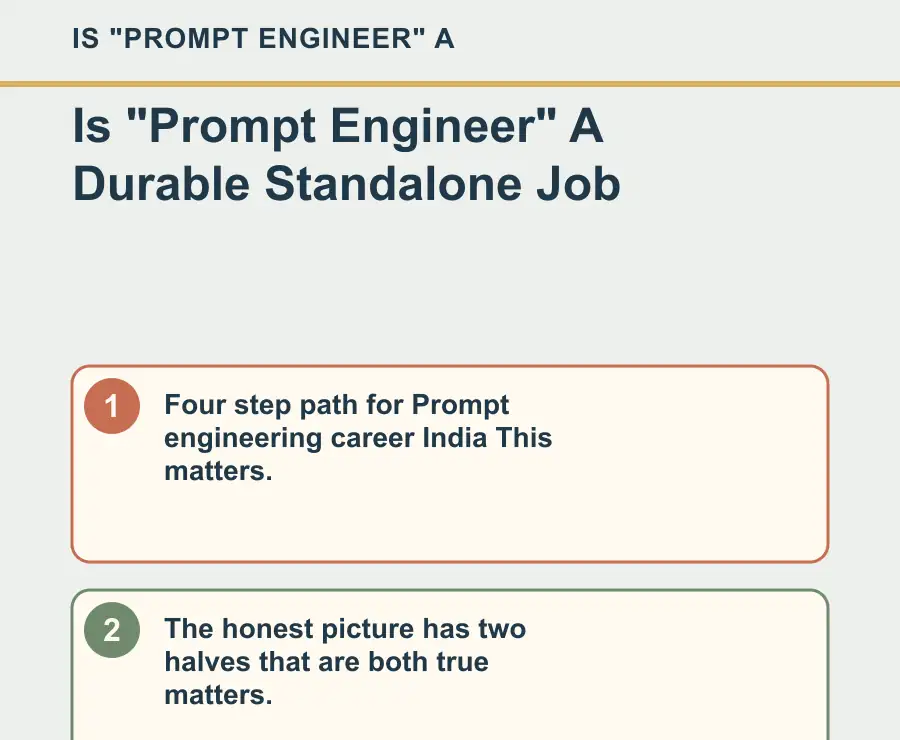 IS "PROMPT ENGINEER" A
Is "Prompt Engineer" A
Durable Standalone Job
1
Four step path for Prompt
engineering career India This
matters.
2
The honest picture has two
halves that are both true
matters.